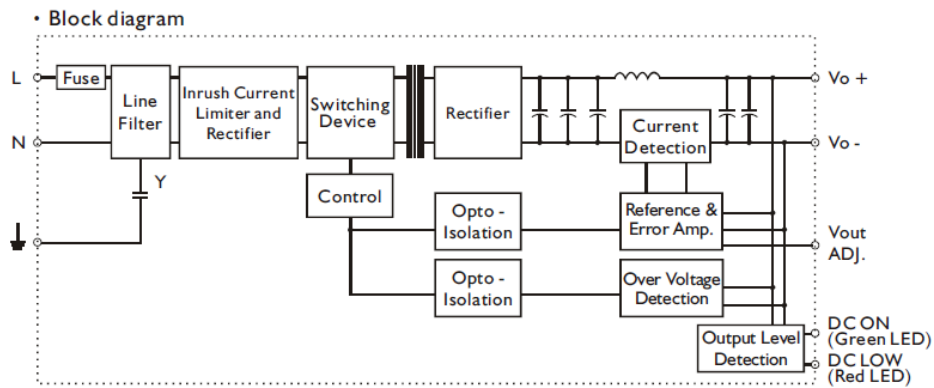 • Block diagram
L
Fuse
Line
Filter
Inrush Current
Limiter and
Rectifier
Switching
Device
Rectifier
Current
Detection
Vo +
N
Vo -
Y
Control
Opto -
Isolation
Reference &
Error Amp.
Vout
ADJ.
Opto -
Isolation
Over Voltage
Detection
Output Level
Detection
DC ON
(Green LED)
DC LOW
(Red LED)